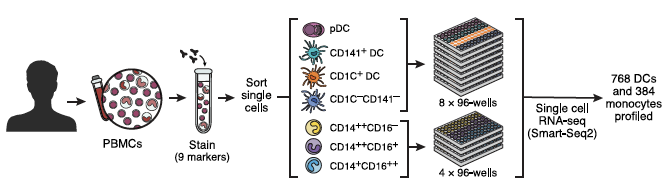 PBMCs
Stain
(9 markers)
Sort
single
cells
pDC
CD141⁺ DC
CD1C⁺ DC
CD1C⁻CD141⁻
CD14⁺⁺CD16⁻
CD14⁺⁺CD16⁺
CD14⁺CD16⁺⁺
8 × 96-wells
4 × 96-wells
Single cell
RNA-seq
(Smart-Seq2)
768 DCs
and 384
monocytes
profiled